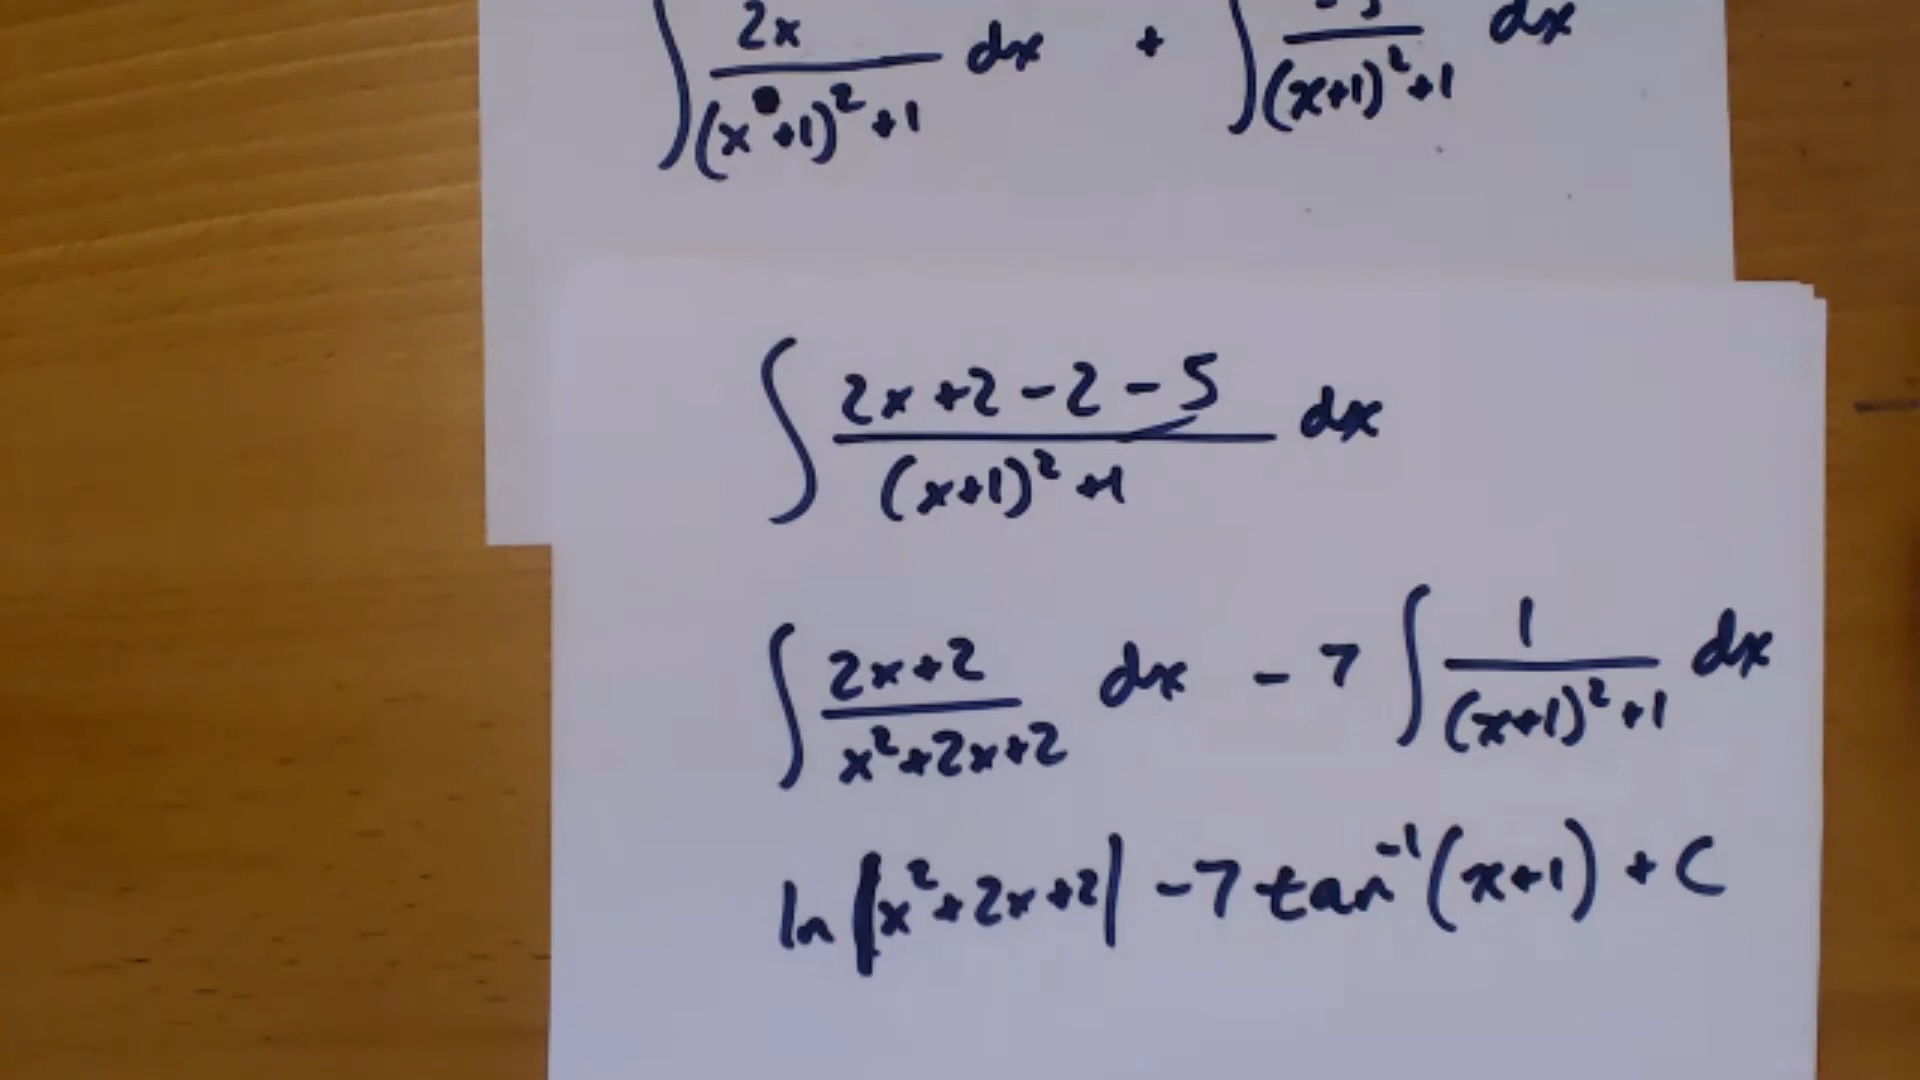 ∫ 2x/((x+1)²+1) dx + ∫ /((x+1)²+1) dx
∫ (2x+2-2-5)/((x+1)²+1) dx
∫ (2x+2)/(x²+2x+2) dx - 7 ∫ 1/((x+1)²+1) dx
ln |x²+2x+2| - 7 tan⁻¹(x+1) + C